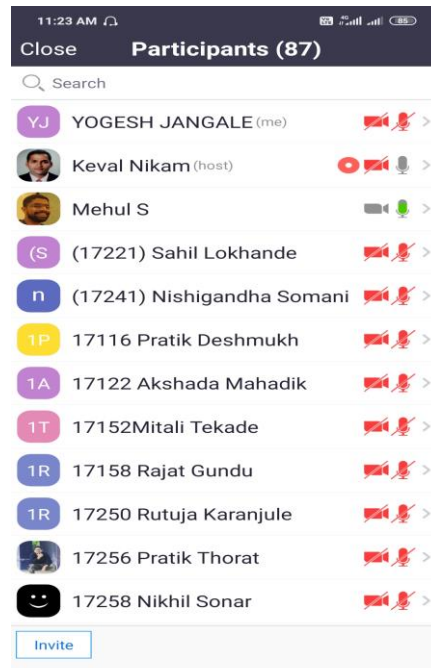 11:23 AM 4G 85
Close Participants (87)
Search
YJ YOGESH JANGALE (me)
Keval Nikam (host)
Mehul S
(S (17221) Sahil Lokhande
n (17241) Nishigandha Somani
1P 17116 Pratik Deshmukh
1A 17122 Akshada Mahadik
1T 17152Mitali Tekade
1R 17158 Rajat Gundu
1R 17250 Rutuja Karanjule
17256 Pratik Thorat
17258 Nikhil Sonar
Invite